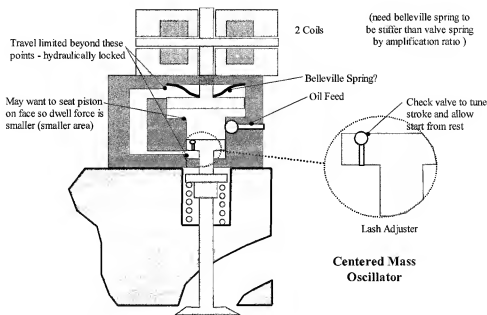 2 Coils
(need belleville spring to
be stuffer than valve spring
by amplification ratio )
Travel limited beyond these
points - hydraulically locked
Belleville Spring?
May want to seat piston
on face so dwell force is
smaller (smaller area)
Oil Feed
Check valve to tune
stroke and allow
start from rest
Lash Adjuster
Centered Mass
Oscillator